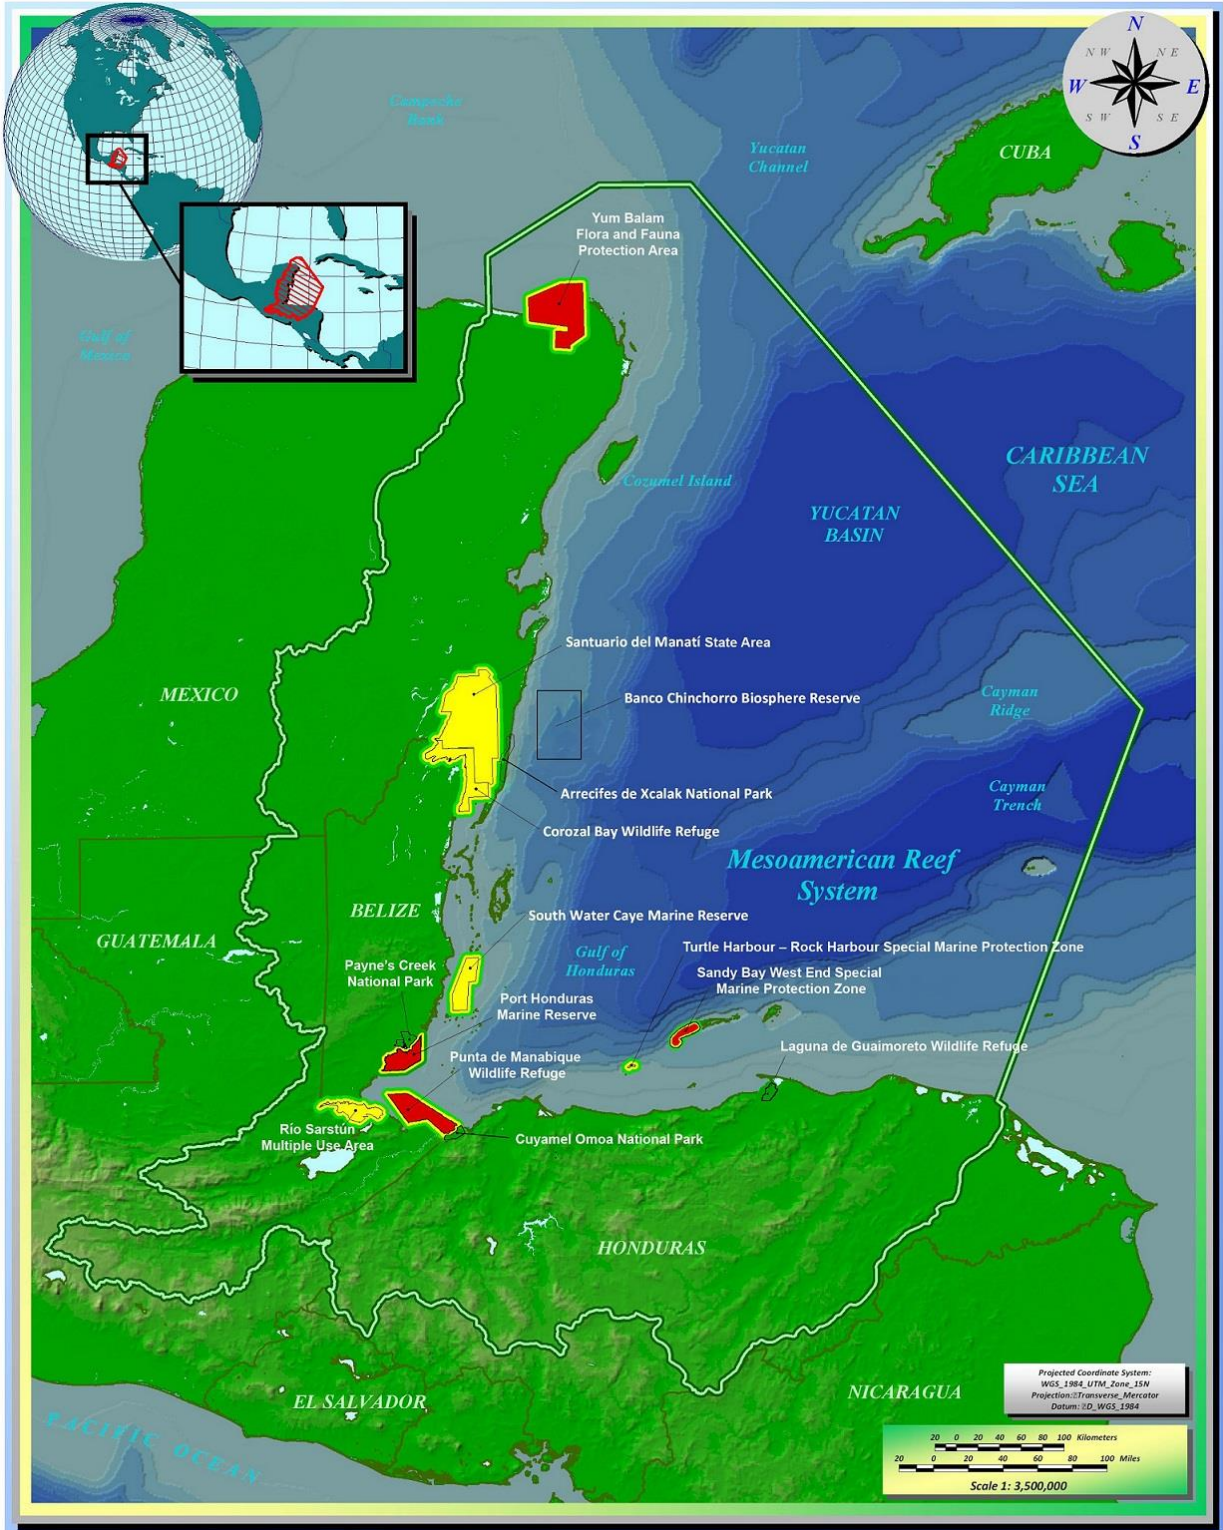 N
NW
NE
W
E
SW
SE
S
Campeche
Bank
Yucatan
Channel
CUBA
Yum Balam
Flora and Fauna
Protection Area
Gulf of
Mexico
CARIBBEAN
SEA
Cozumel Island
YUCATAN
BASIN
Santuario del Manatí State Area
MEXICO
Banco Chinchorro Biosphere Reserve
Cayman
Ridge
Arrecifes de Xcalak National Park
Cayman
Trench
Corozal Bay Wildlife Refuge
Mesoamerican Reef
System
BELIZE
South Water Caye Marine Reserve
GUATEMALA
Gulf of
Honduras
Turtle Harbour – Rock Harbour Special Marine Protection Zone
Payne's Creek
National Park
Sandy Bay West End Special
Marine Protection Zone
Port Honduras
Marine Reserve
Laguna de Guaimoreto Wildlife Refuge
Punta de Manabique
Wildlife Refuge
Río Sarstún
Multiple Use Area
Cuyamel Omoa National Park
HONDURAS
EL SALVADOR
NICARAGUA
PACIFIC OCEAN
Projected Coordinate System:
WGS_1984_UTM_Zone_15N
Projection:⍰Transverse_Mercator
Datum: ⍰D_WGS_1984
20 0 20 40 60 80 100 Kilometers
20 0 20 40 60 80 100 Miles
Scale 1: 3,500,000